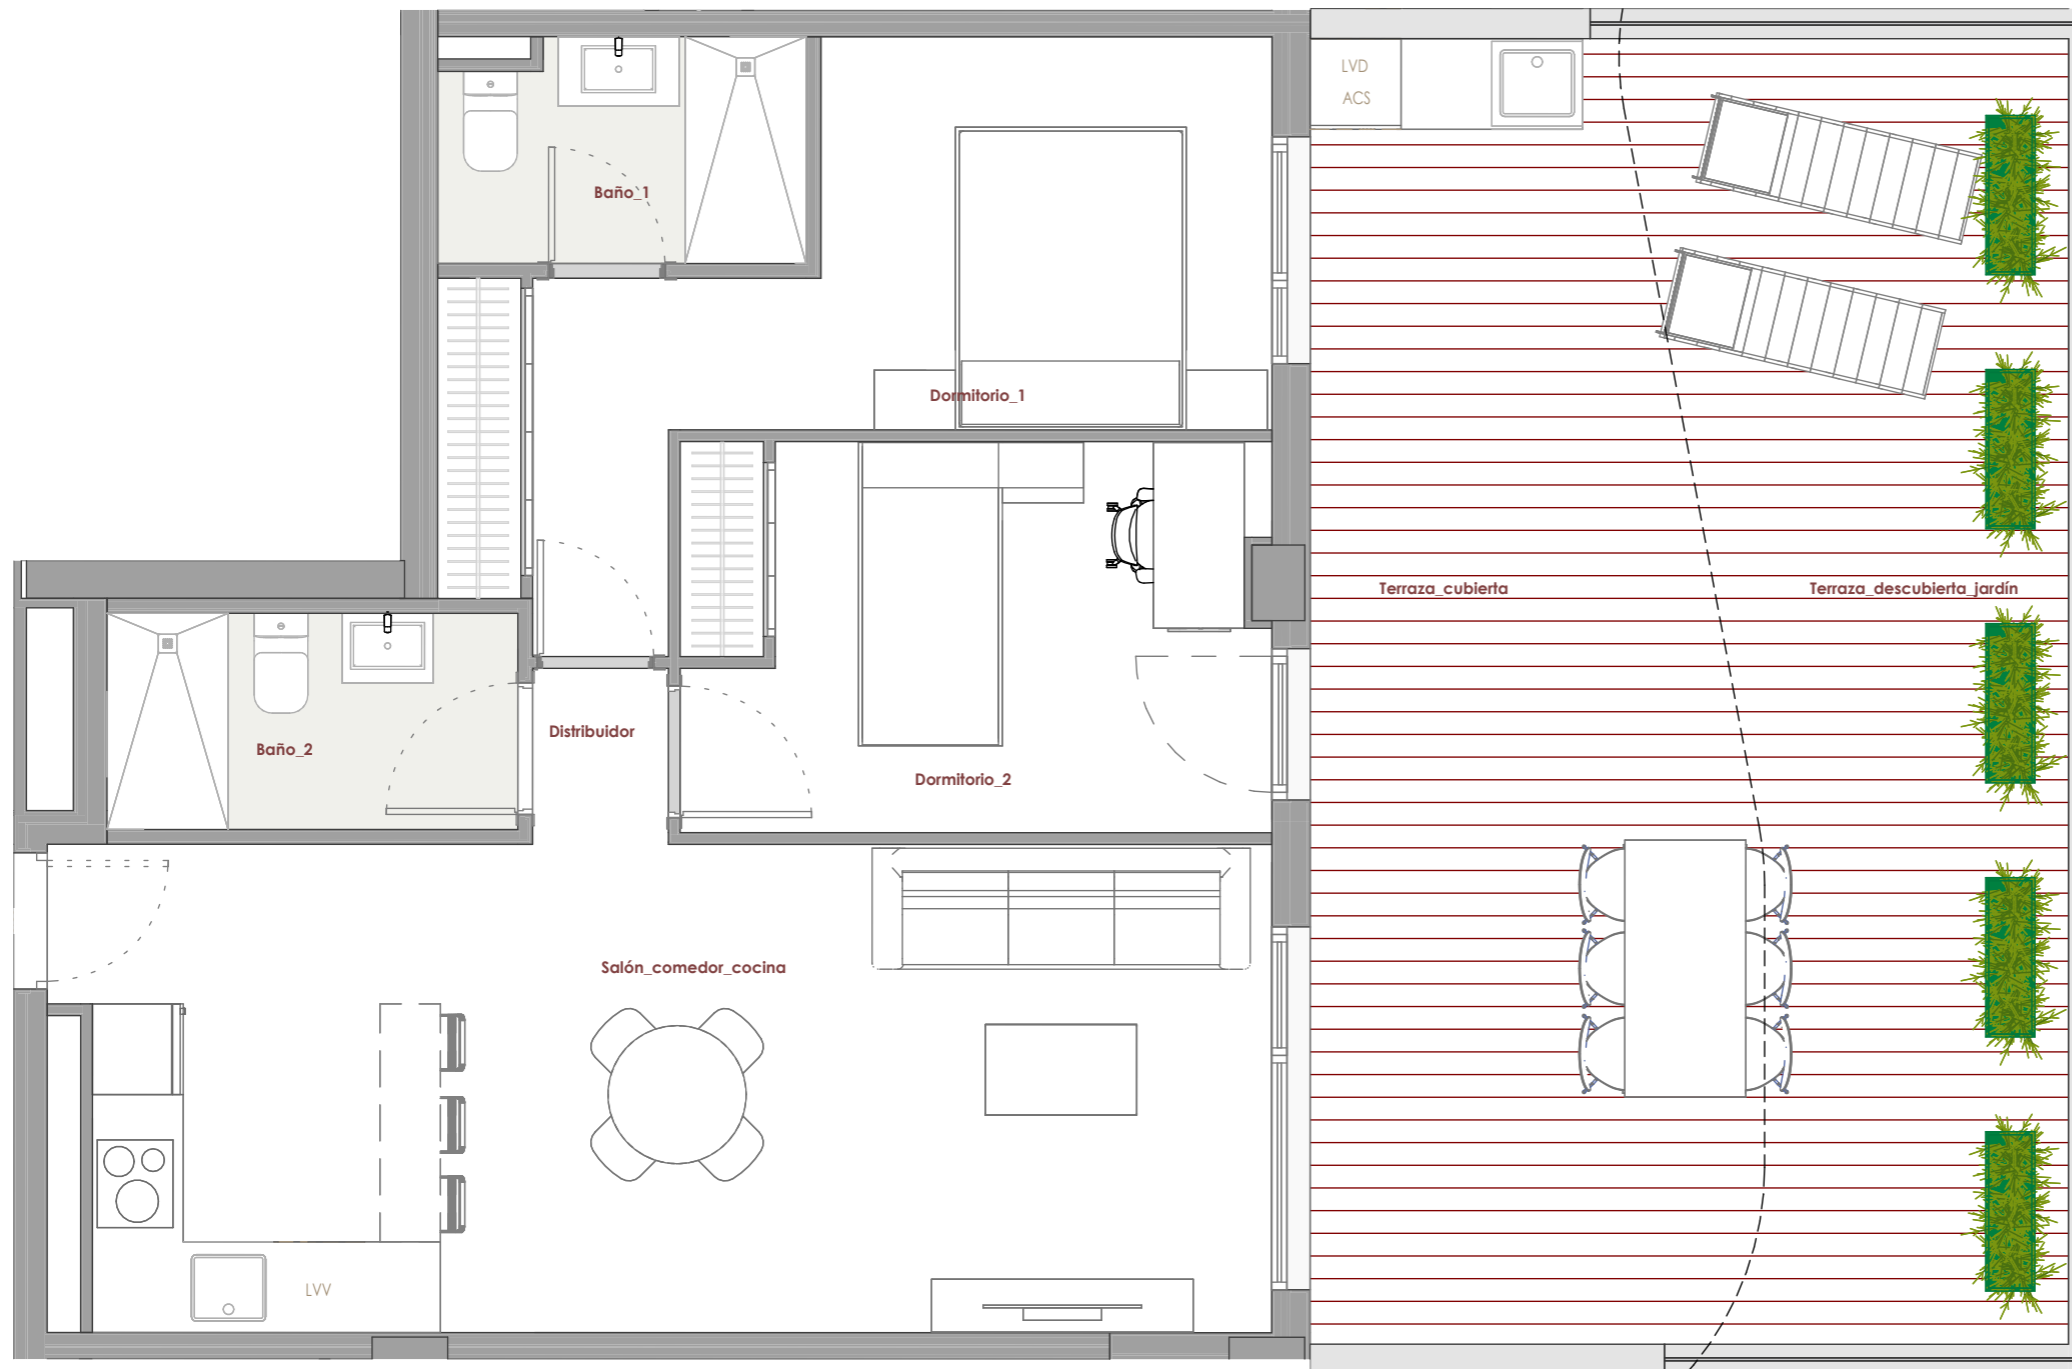 LVD
ACS
Baño_1
Dormitorio_1
Terraza_cubierta
Terraza_descubierta_jardín
Distribuidor
Baño_2
Dormitorio_2
Salón_comedor_cocina
LVV